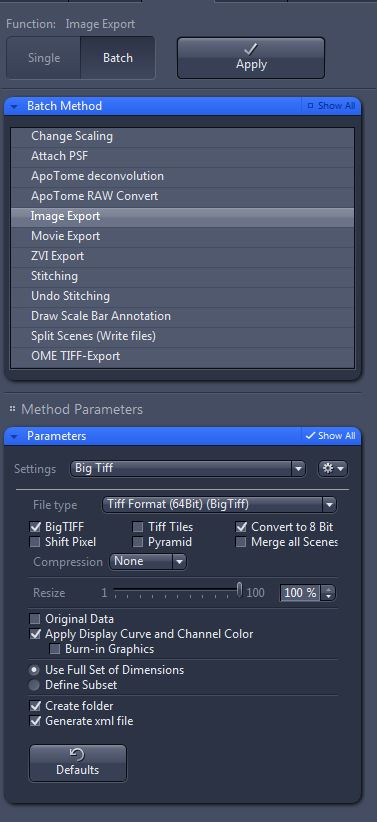 Function: Image Export
Single Batch Apply
Batch Method Show All
Change Scaling
Attach PSF
ApoTome deconvolution
ApoTome RAW Convert
Image Export
Movie Export
ZVI Export
Stitching
Undo Stitching
Draw Scale Bar Annotation
Split Scenes (Write files)
OME TIFF-Export
Method Parameters
Parameters Show All
Settings Big Tiff
File type Tiff Format (64Bit) (BigTiff)
BigTIFF Tiff Tiles Convert to 8 Bit
Shift Pixel Pyramid Merge all Scenes
Compression None
Resize 1 100 100 %
Original Data
Apply Display Curve and Channel Color
Burn-in Graphics
Use Full Set of Dimensions
Define Subset
Create folder
Generate xml file
Defaults